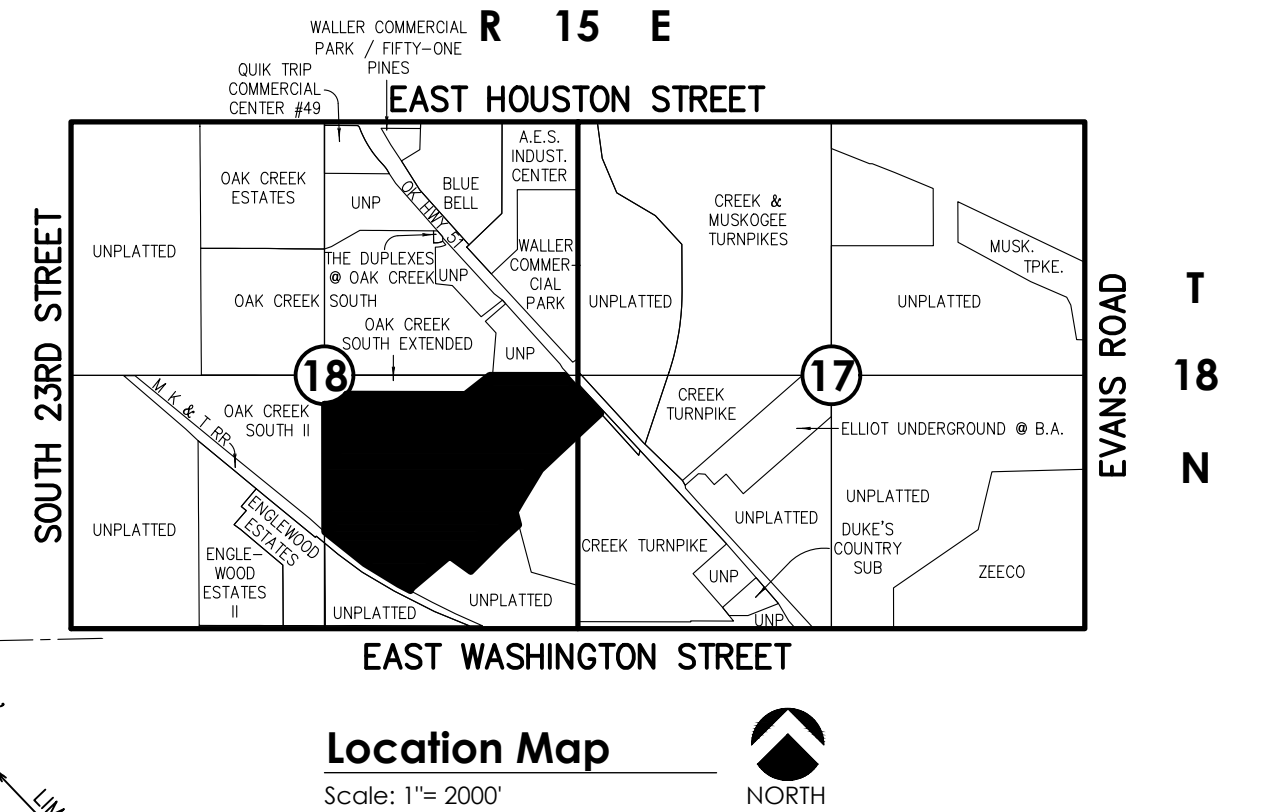 WALLER COMMERCIAL
PARK / FIFTY-ONE
PINES
R 15 E
QUIK TRIP
COMMERCIAL
CENTER #49
EAST HOUSTON STREET
SOUTH 23RD STREET
UNPLATTED
OAK CREEK
ESTATES
UNP
OK HWY 51
BLUE
BELL
A.E.S.
INDUST.
CENTER
THE DUPLEXES
@ OAK CREEK
UNP
WALLER
COMMER-
CIAL
PARK
OAK CREEK SOUTH
OAK CREEK
SOUTH EXTENDED
UNP
UNPLATTED
CREEK &
MUSKOGEE
TURNPIKES
MUSK.
TPKE.
UNPLATTED
EVANS ROAD
T
18
N
18
17
M K & T RR
OAK CREEK
SOUTH II
UNPLATTED
ENGLEWOOD
ESTATES
ENGLE-
WOOD
ESTATES
II
UNPLATTED
UNPLATTED
CREEK
TURNPIKE
ELLIOT UNDERGROUND @ B.A.
UNPLATTED
UNPLATTED
DUKE'S
COUNTRY
SUB
CREEK TURNPIKE
UNP
UNP
ZEECO
EAST WASHINGTON STREET
Location Map
Scale: 1"= 2000'
NORTH